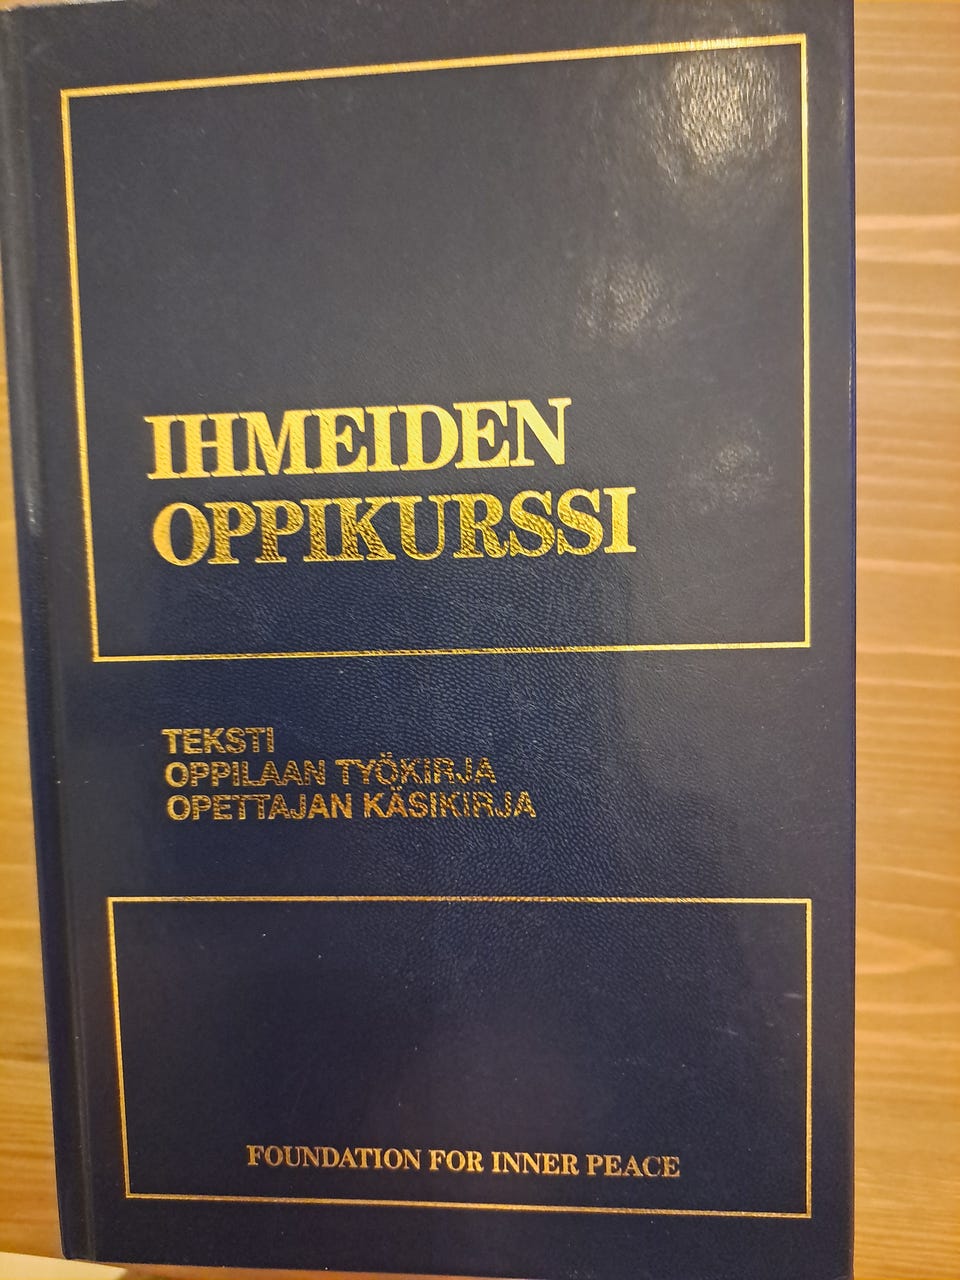 IHMEIDEN
OPPIKURSSI
TEKSTI
OPPILAAN TYÖKIRJA
OPETTAJAN KÄSIKIRJA
FOUNDATION FOR INNER PEACE